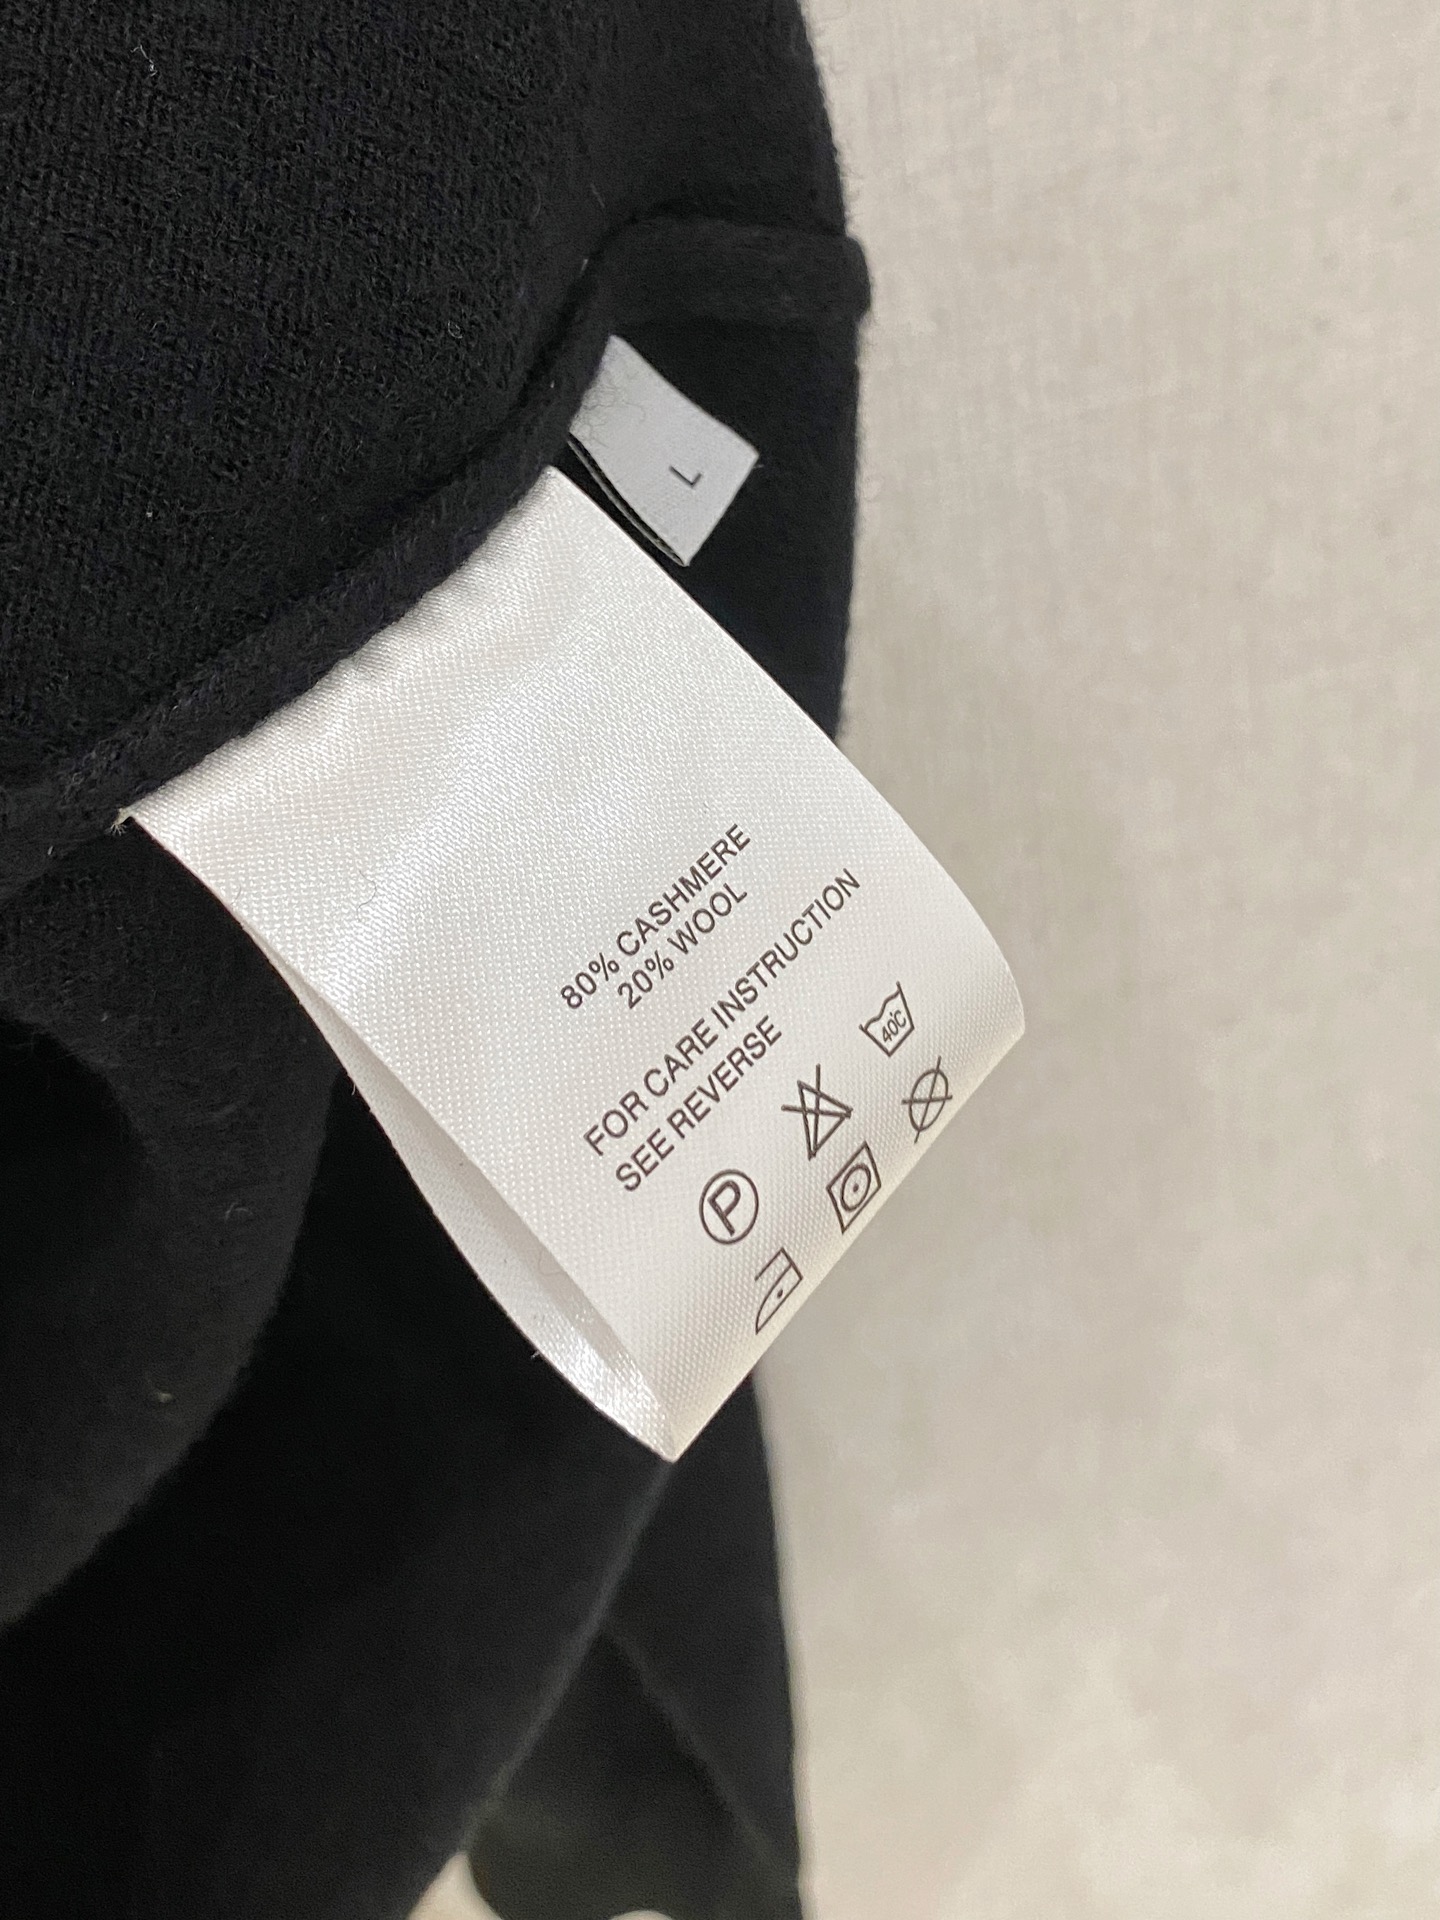 L
80% CASHMERE
20% WOOL
FOR CARE INSTRUCTION
SEE REVERSE
40°C
P